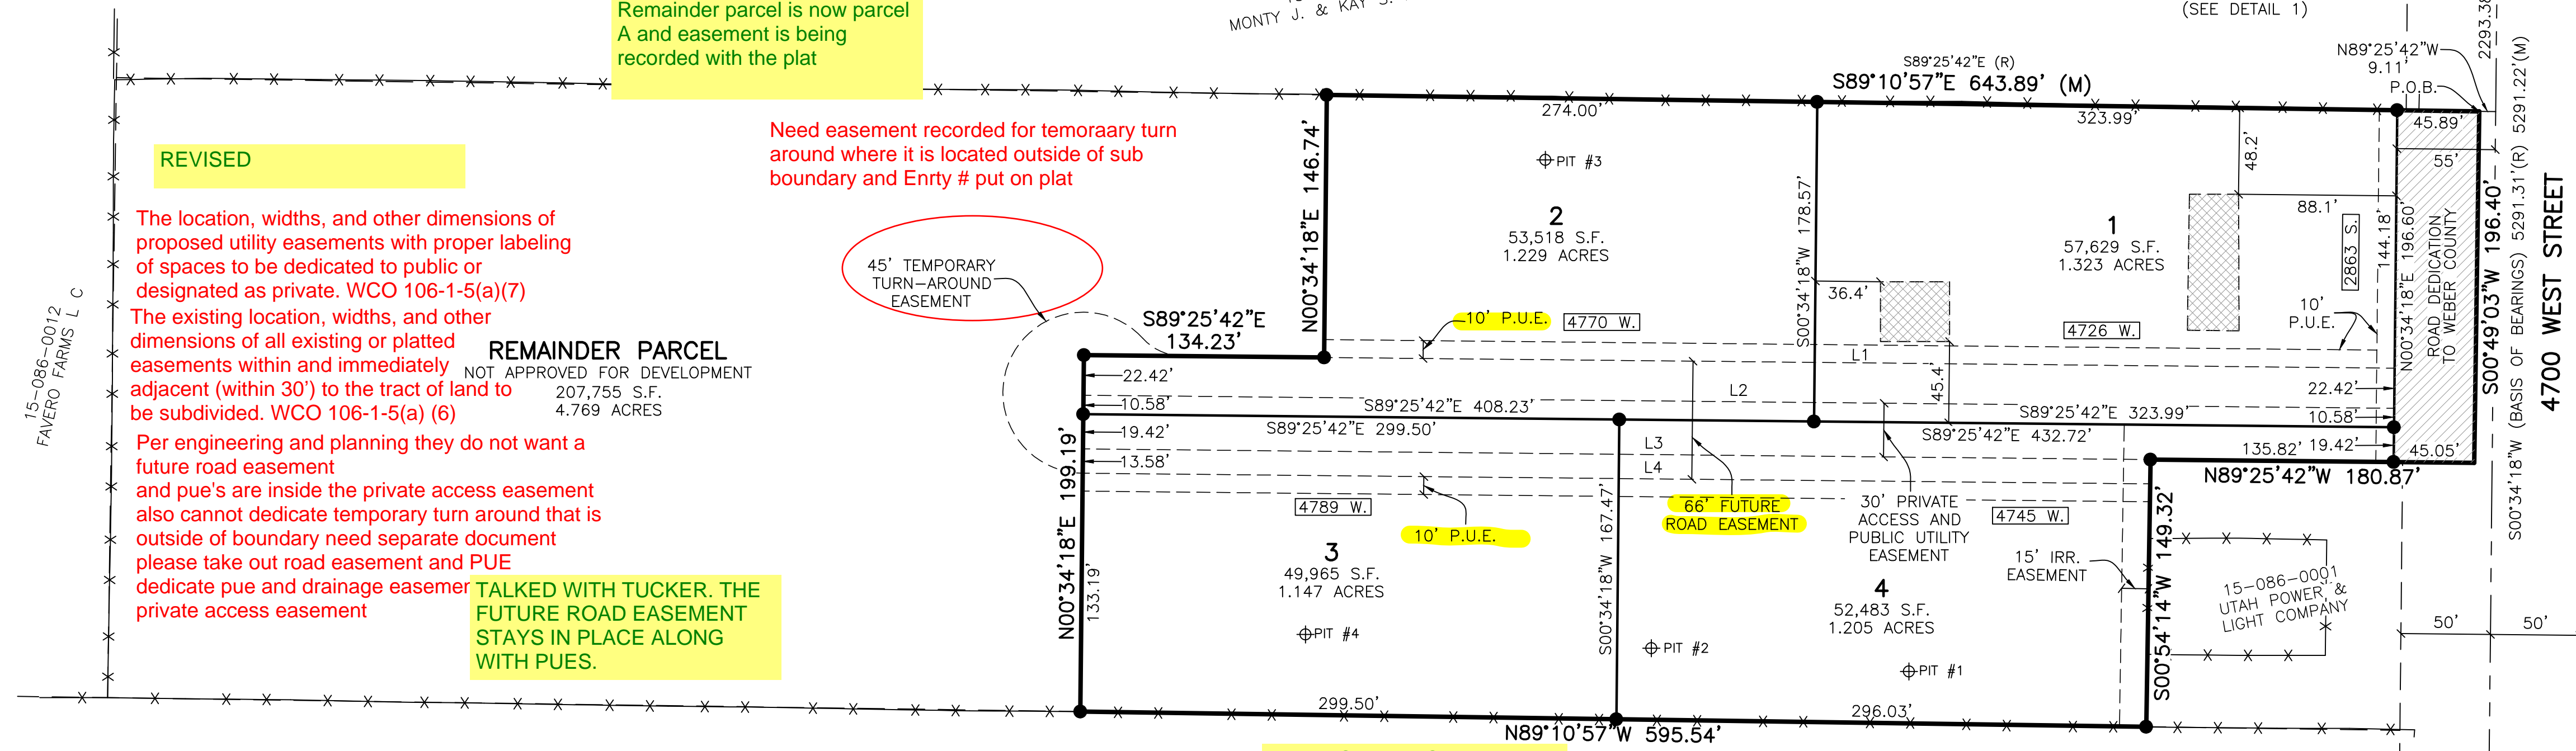 Remainder parcel is now parcel
A and easement is being
recorded with the plat
MONTY J. & KAY
(SEE DETAIL 1)
N89°25'42"W
9.11'
P.O.B.
2293.38
S89°25'42"E (R)
S89°10'57"E 643.89' (M)
274.00'
323.99'
45.89'
55'
48.2'
88.1'
REVISED
Need easement recorded for temoraary turn
around where it is located outside of sub
boundary and Enrty # put on plat
The location, widths, and other dimensions of
proposed utility easements with proper labeling
of spaces to be dedicated to public or
designated as private. WCO 106-1-5(a)(7)
The existing location, widths, and other
dimensions of all existing or platted
easements within and immediately
adjacent (within 30') to the tract of land to
be subdivided. WCO 106-1-5(a) (6)
Per engineering and planning they do not want a
future road easement
and pue's are inside the private access easement
also cannot dedicate temporary turn around that is
outside of boundary need separate document
please take out road easement and PUE
dedicate pue and drainage easemer
private access easement
TALKED WITH TUCKER. THE
FUTURE ROAD EASEMENT
STAYS IN PLACE ALONG
WITH PUES.
15-086-0012
FAVERO FARMS L C
REMAINDER PARCEL
NOT APPROVED FOR DEVELOPMENT
207,755 S.F.
4.769 ACRES
45' TEMPORARY
TURN-AROUND
EASEMENT
S89°25'42"E
134.23'
N00°34'18"E 146.74'
PIT #3
2
53,518 S.F.
1.229 ACRES
10' P.U.E.
4770 W.
S00°34'18"W 178.57'
36.4'
1
57,629 S.F.
1.323 ACRES
4726 W.
2863 S.
10'
P.U.E.
144.18'
N00°34'18"E 196.60'
ROAD DEDICATION
TO WEBER COUNTY
S00°49'03"W 196.40'
S00°34'18"W (BASIS OF BEARINGS) 5291.31'(R) 5291.22'(M)
4700 WEST STREET
L1
L2
45.4'
22.42'
10.58'
19.42'
13.58'
S89°25'42"E 408.23'
S89°25'42"E 299.50'
S89°25'42"E 323.99'
S89°25'42"E 432.72'
22.42'
10.58'
135.82'
19.42'
45.05'
N89°25'42"W 180.87'
L3
L4
N00°34'18"E 199.19'
133.19'
4789 W.
10' P.U.E.
3
49,965 S.F.
1.147 ACRES
PIT #4
S00°34'18"W 167.47'
66' FUTURE
ROAD EASEMENT
30' PRIVATE
ACCESS AND
PUBLIC UTILITY
EASEMENT
4745 W.
15' IRR.
EASEMENT
4
52,483 S.F.
1.205 ACRES
PIT #2
PIT #1
S00°54'14"W 149.32'
15-086-0001
UTAH POWER &
LIGHT COMPANY
50'
50'
299.50'
296.03'
N89°10'57"W 595.54'